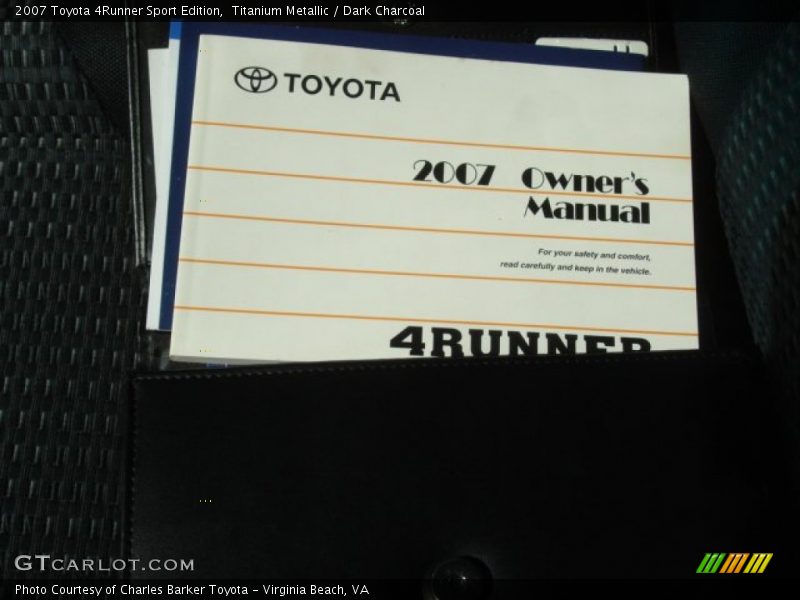 2007 Toyota 4Runner Sport Edition,  Titanium Metallic / Dark Charcoal
TOYOTA
2007 Owner's
Manual
For your safety and comfort,
read carefully and keep in the vehicle.
4RUNNER
GTCARLOT.COM
Photo Courtesy of Charles Barker Toyota - Virginia Beach, VA